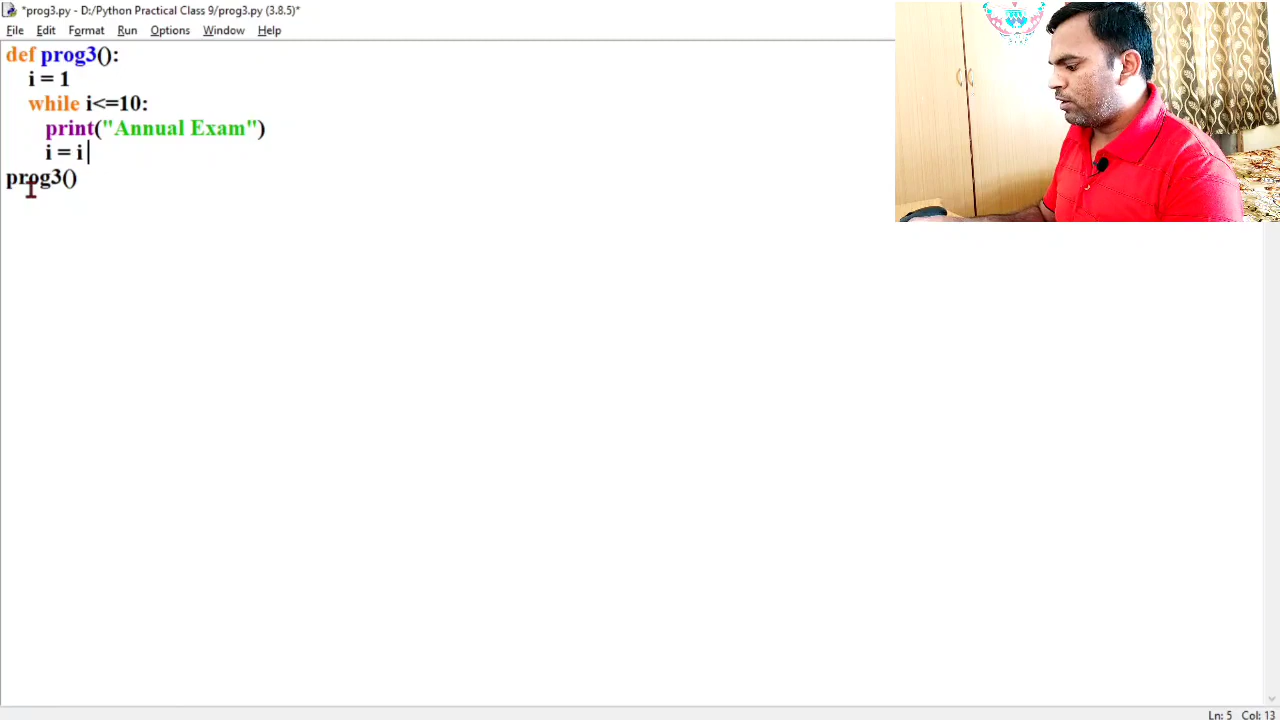 *prog3.py - D:/Python Practical Class 9/prog3.py (3.8.5)*
File Edit Format Run Options Window Help
def prog3():
    i = 1
    while i<=10:
        print("Annual Exam")
        i = i
prog3()
Ln: 5 Col: 13